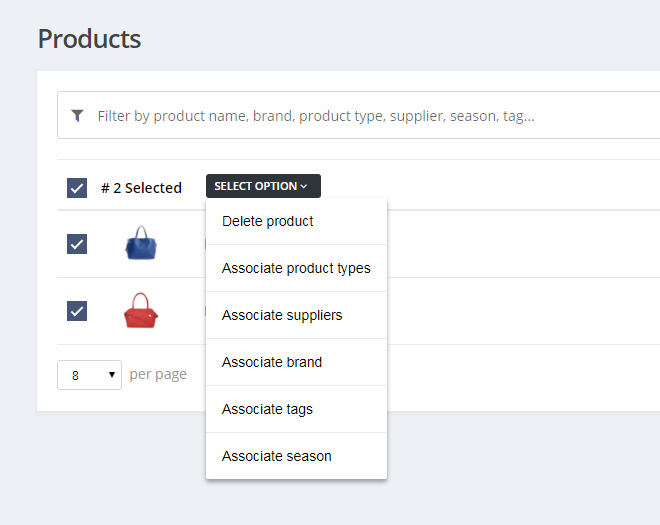 Products
Filter by product name, brand, product type, supplier, season, tag...
# 2 Selected
SELECT OPTION
Delete product
Associate product types
Associate suppliers
Associate brand
Associate tags
Associate season
8 per page